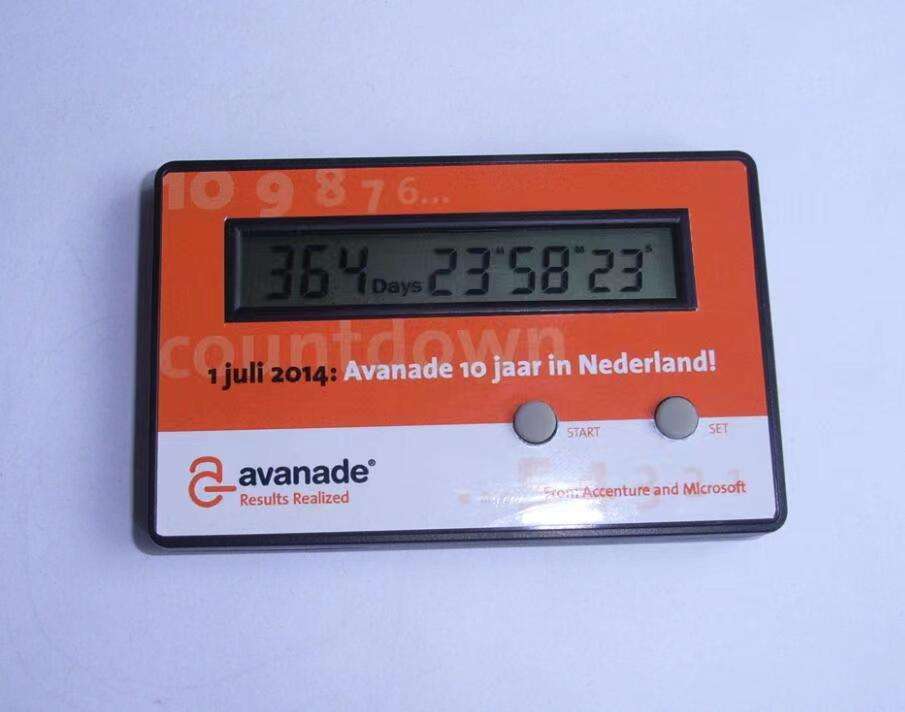 10 9 8 7 6...
364 Days 23 H 58 M 23 S
countdown
1 juli 2014: Avanade 10 jaar in Nederland!
START SET
avanade®
Results Realized
From Accenture and Microsoft